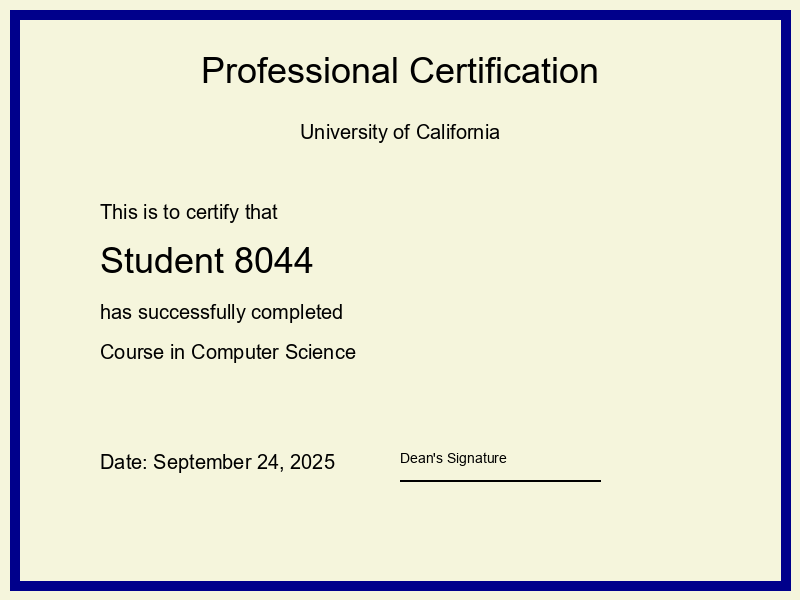 Professional Certification
University of California
This is to certify that
Student 8044
has successfully completed
Course in Computer Science
Date: September 24, 2025
Dean's Signature